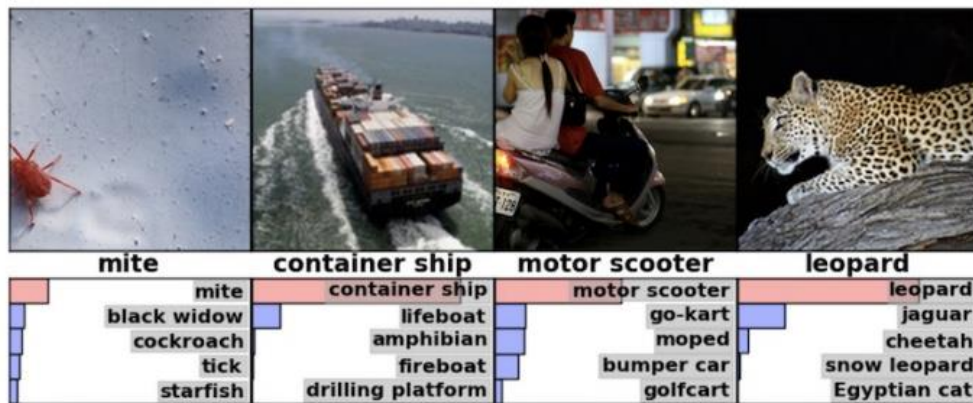 mite
container ship
motor scooter
leopard
mite
black widow
cockroach
tick
starfish
container ship
lifeboat
amphibian
fireboat
drilling platform
motor scooter
go-kart
moped
bumper car
golfcart
leopard
jaguar
cheetah
snow leopard
Egyptian cat